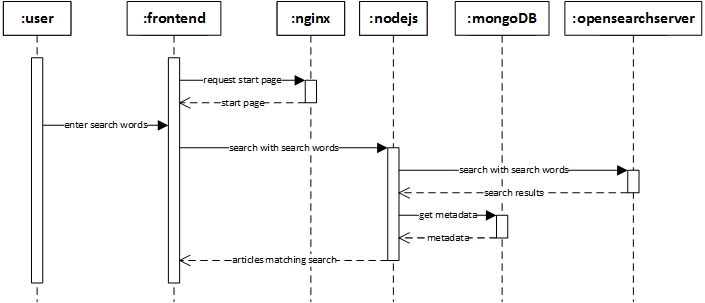 :user
:frontend
:nginx
:nodejs
:mongoDB
:opensearchserver
request start page
start page
enter search words
search with search words
search with search words
search results
get metadata
metadata
articles matching search